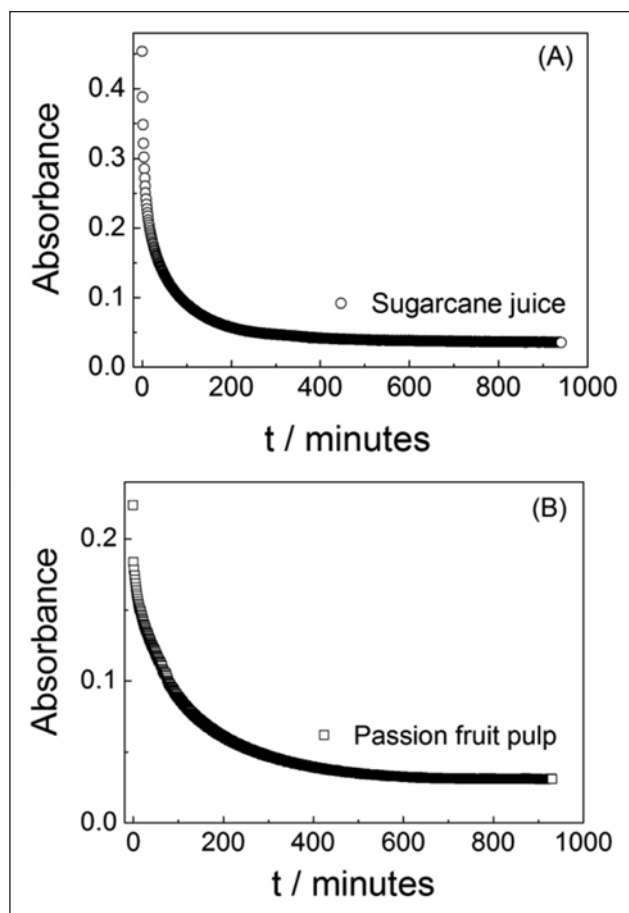 (A)
0.4
0.3
0.2
0.1
0.0
Absorbance
○ Sugarcane juice
0 200 400 600 800 1000
t / minutes
(B)
0.2
0.1
0.0
Absorbance
□ Passion fruit pulp
0 200 400 600 800 1000
t / minutes